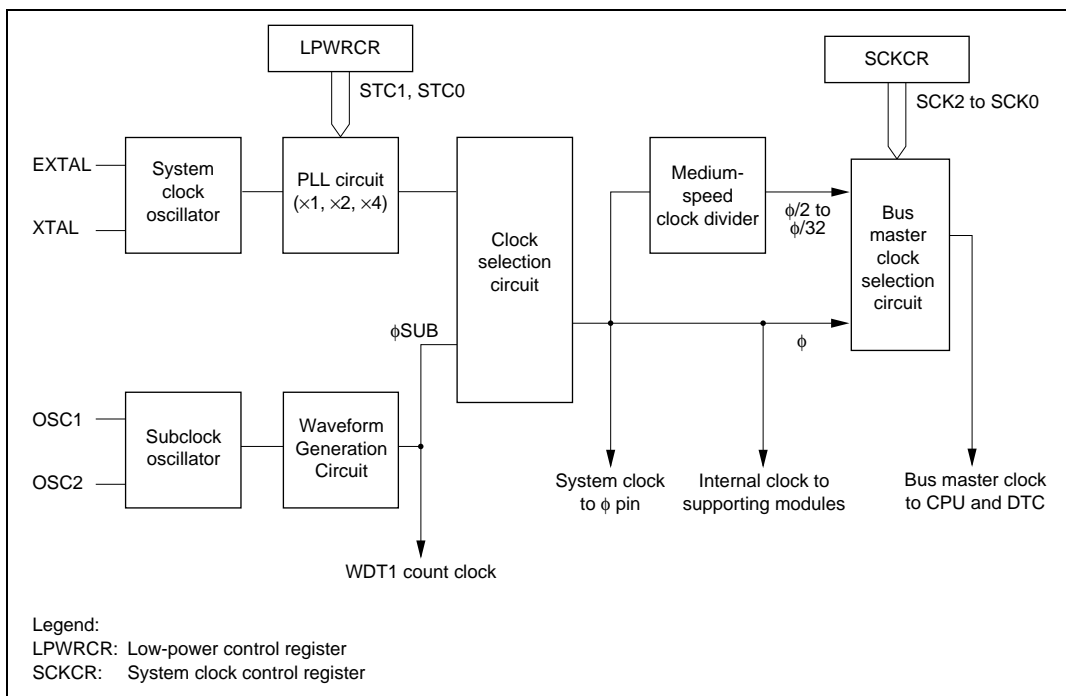 LPWRCR
STC1, STC0
SCKCR
SCK2 to SCK0
EXTAL
XTAL
System
clock
oscillator
PLL circuit
(×1, ×2, ×4)
Clock
selection
circuit
Medium-
speed
clock divider
ϕ/2 to
ϕ/32
Bus
master
clock
selection
circuit
ϕSUB
ϕ
OSC1
OSC2
Subclock
oscillator
Waveform
Generation
Circuit
System clock
to ϕ pin
Internal clock to
supporting modules
Bus master clock
to CPU and DTC
WDT1 count clock
Legend:
LPWRCR: Low-power control register
SCKCR: System clock control register